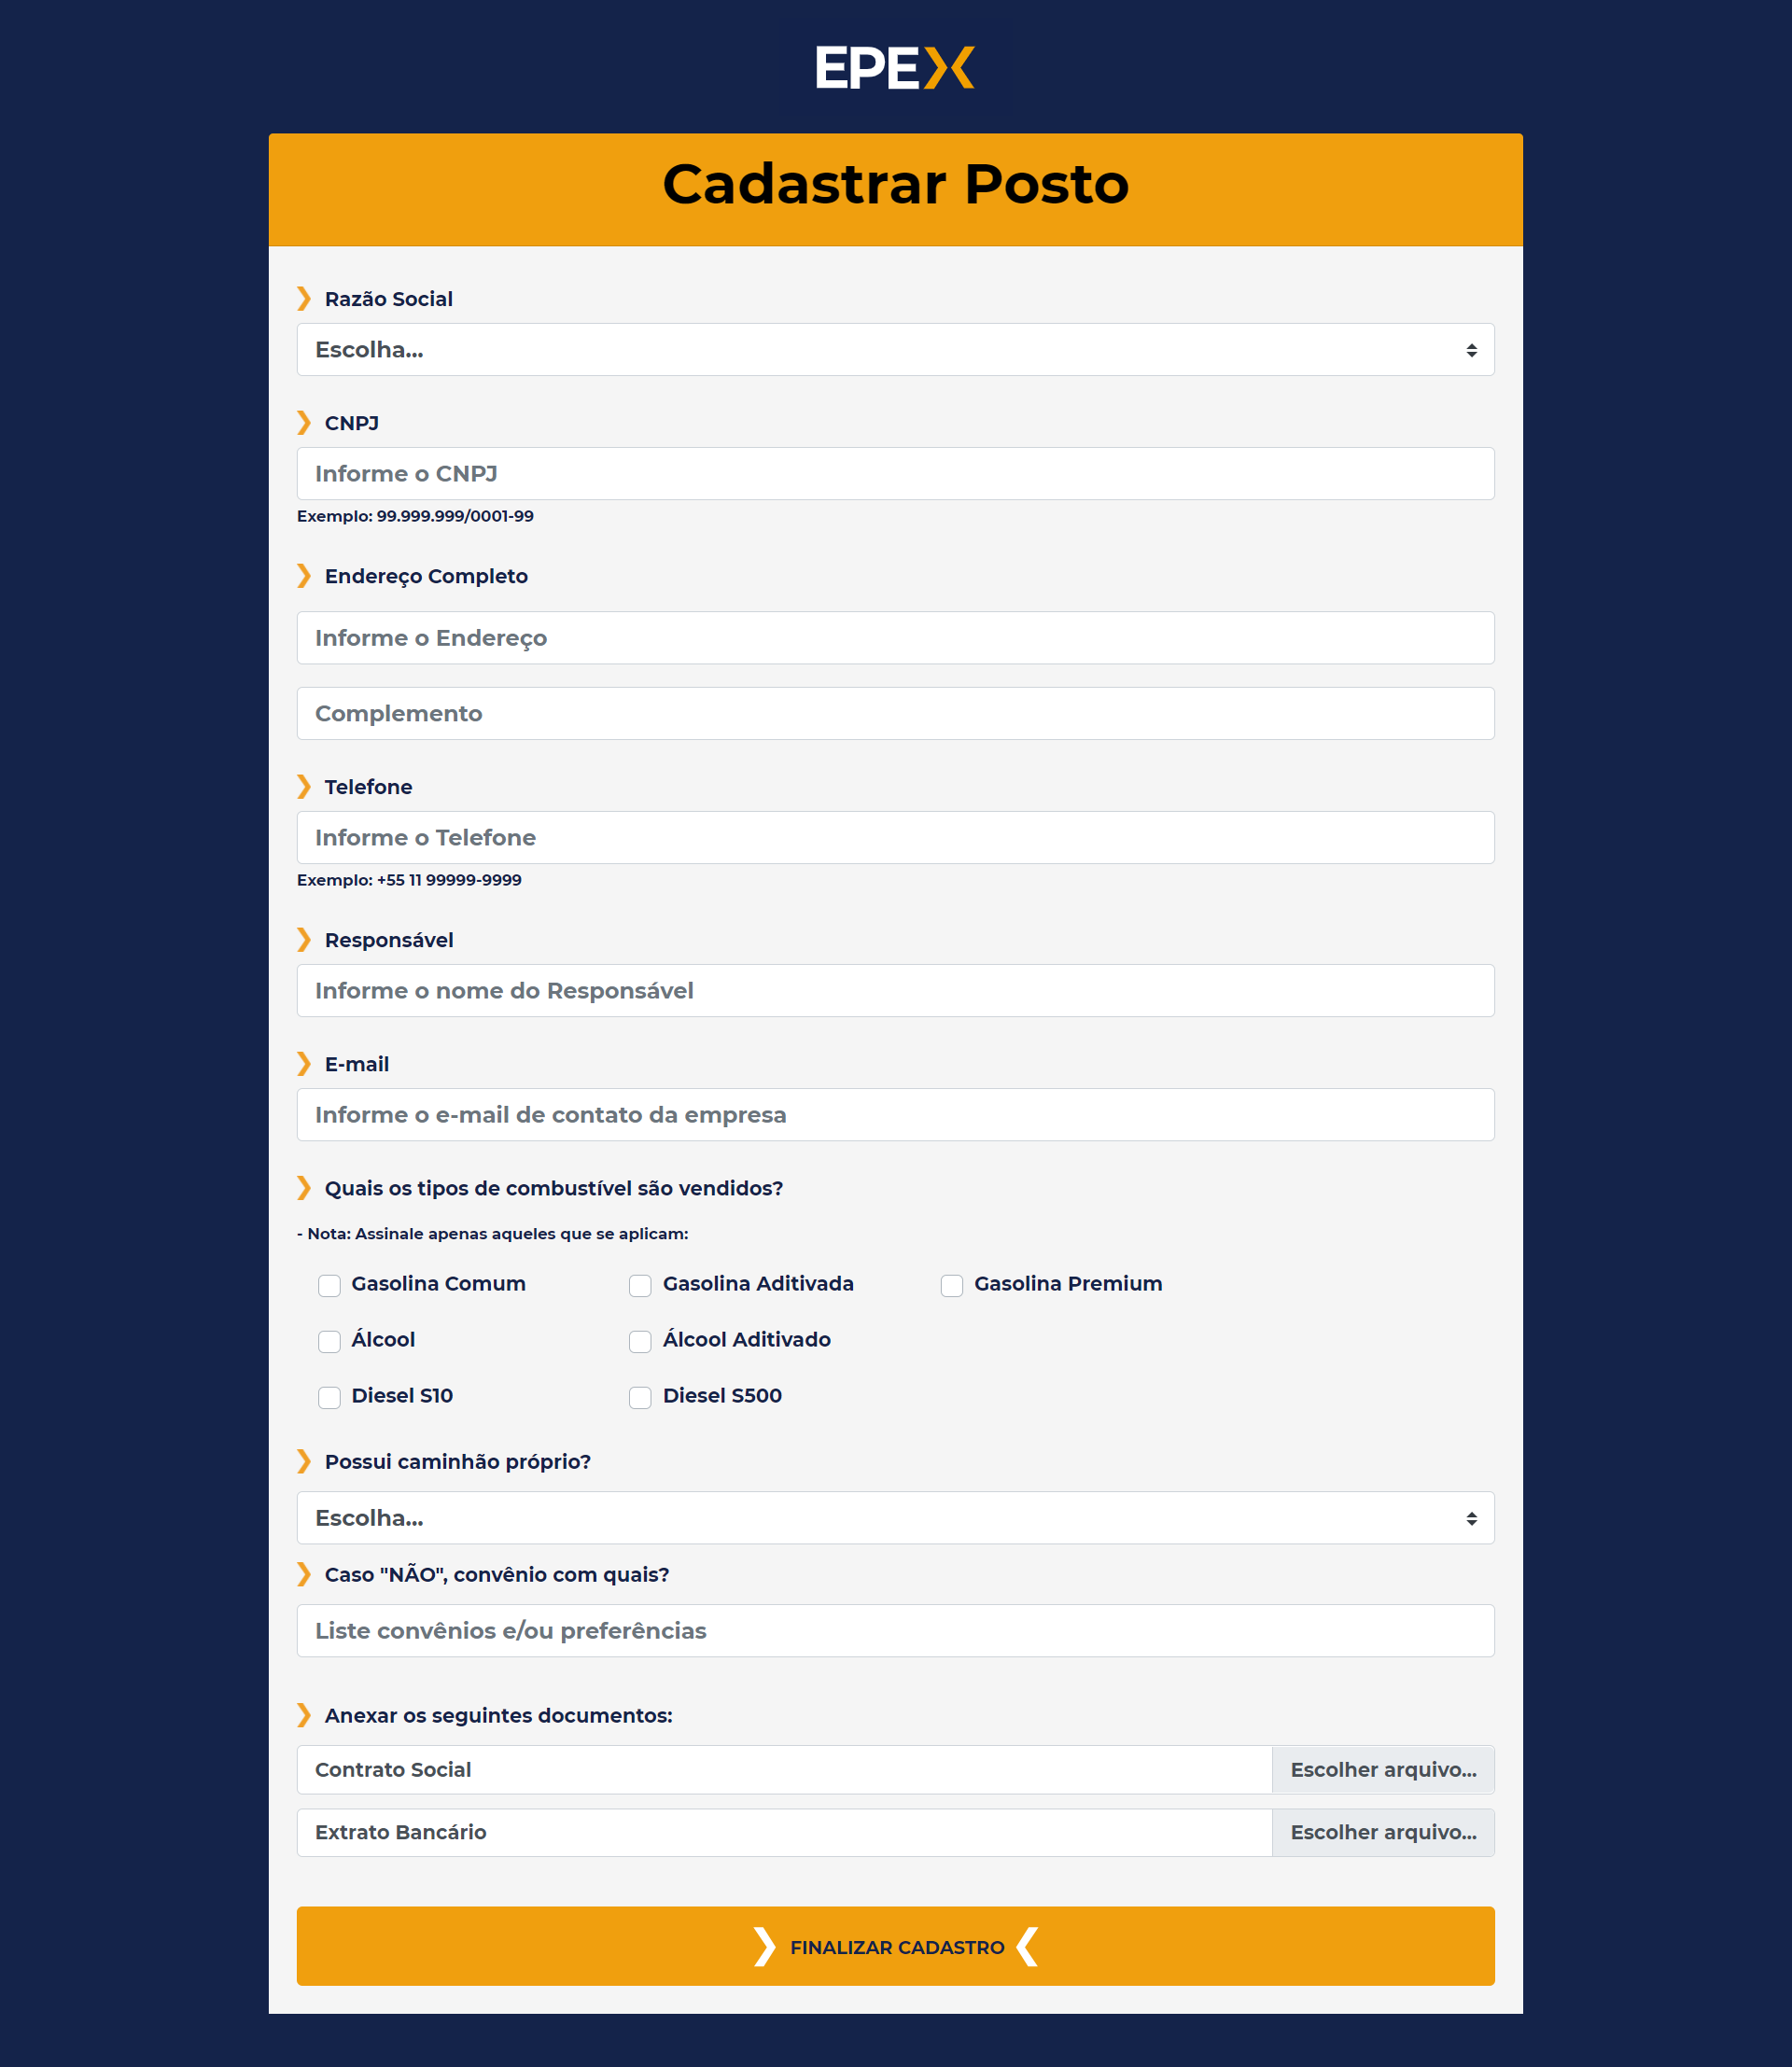 EPEX
Cadastrar Posto
Razão Social
Escolha...
CNPJ
Informe o CNPJ
Exemplo: 99.999.999/0001-99
Endereço Completo
Informe o Endereço
Complemento
Telefone
Informe o Telefone
Exemplo: +55 11 99999-9999
Responsável
Informe o nome do Responsável
E-mail
Informe o e-mail de contato da empresa
Quais os tipos de combustível são vendidos?
- Nota: Assinale apenas aqueles que se aplicam:
Gasolina Comum Gasolina Aditivada Gasolina Premium
Álcool Álcool Aditivado
Diesel S10 Diesel S500
Possui caminhão próprio?
Escolha...
Caso "NÃO", convênio com quais?
Liste convênios e/ou preferências
Anexar os seguintes documentos:
Contrato Social Escolher arquivo...
Extrato Bancário Escolher arquivo...
FINALIZAR CADASTRO